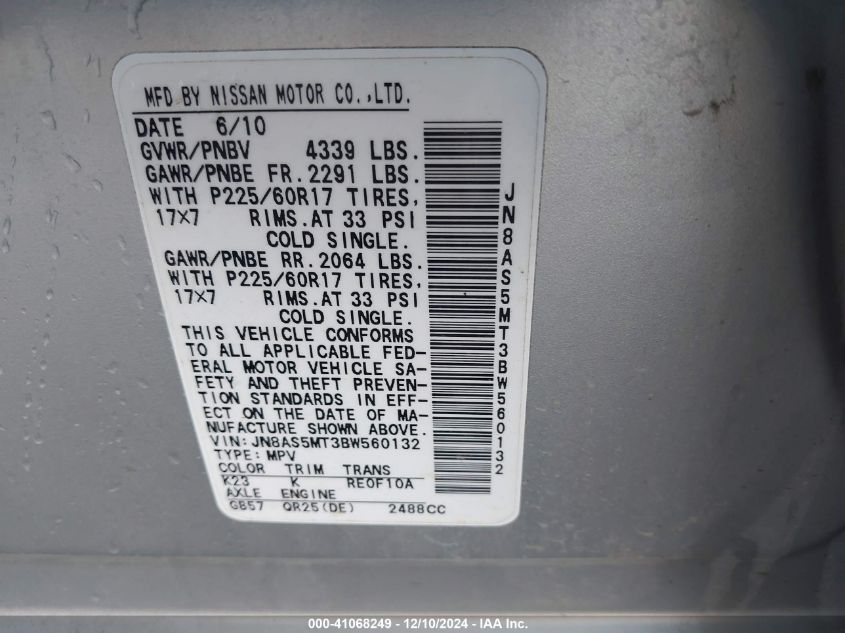 MFD BY NISSAN MOTOR CO.,LTD.
DATE 6/10
GVWR/PNBV 4339 LBS.
GAWR/PNBE FR.2291 LBS.
WITH P225/60R17 TIRES,
17×7 RIMS.AT 33 PSI
COLD SINGLE.
GAWR/PNBE RR.2064 LBS.
WITH P225/60R17 TIRES,
17×7 RIMS.AT 33 PSI
COLD SINGLE.
THIS VEHICLE CONFORMS
TO ALL APPLICABLE FED-
ERAL MOTOR VEHICLE SA-
FETY AND THEFT PREVEN-
TION STANDARDS IN EFF-
ECT ON THE DATE OF MA-
NUFACTURE SHOWN ABOVE.
VIN: JN8AS5MT3BW560132
TYPE: MPV
COLOR TRIM TRANS
K23 K RE0F10A
AXLE ENGINE
GB57 QR25(DE) 2488CC
JN8AS5MT3BW560132
000-41068249 - 12/10/2024 - IAA Inc.